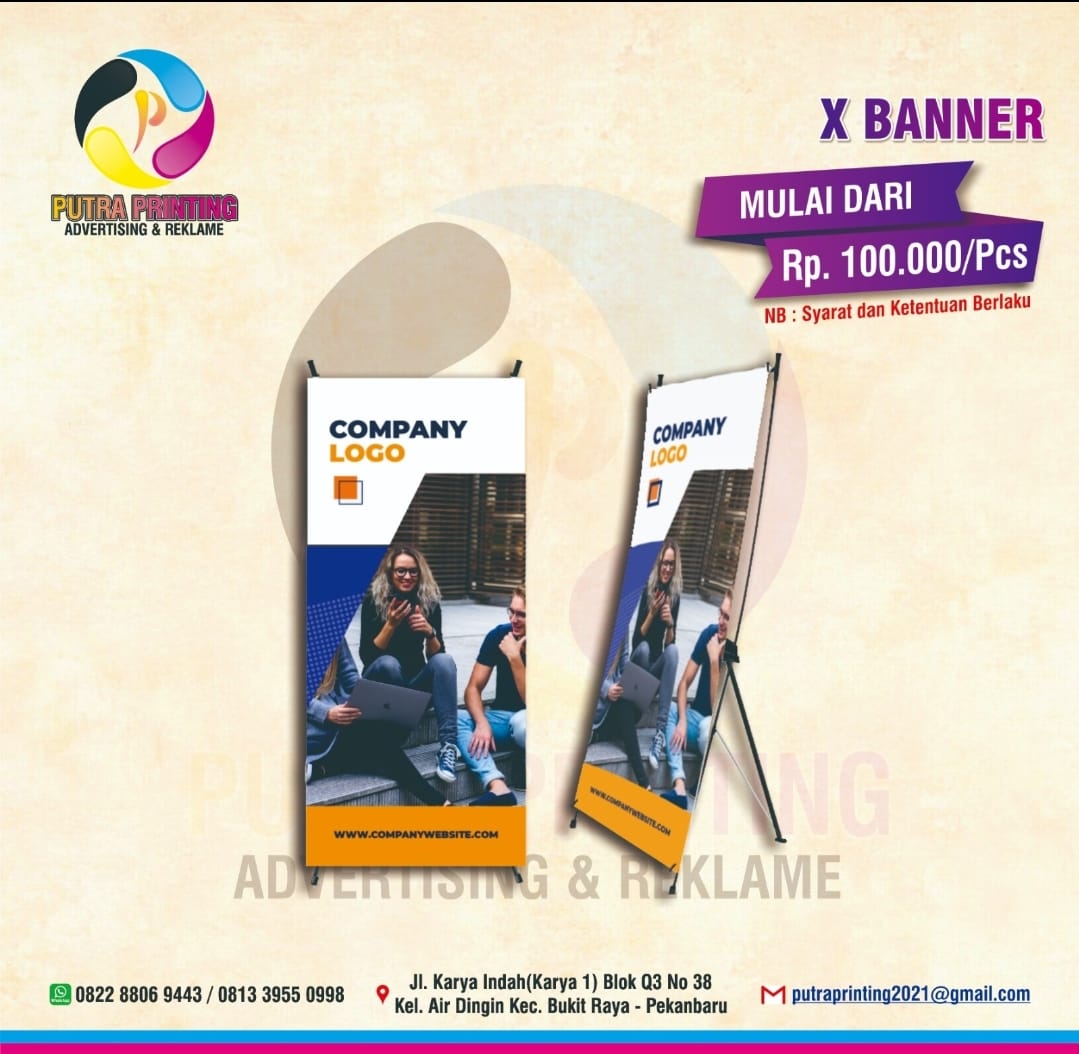 P
PUTRA PRINTING
ADVERTISING & REKLAME
X BANNER
MULAI DARI
Rp. 100.000/Pcs
NB : Syarat dan Ketentuan Berlaku
COMPANY
LOGO
WWW.COMPANYWEBSITE.COM
COMPANY
LOGO
WWW.COMPANYWEBSITE.COM
PUTRA PRINTING
ADVERTISING & REKLAME
0822 8806 9443 / 0813 3955 0998
Jl. Karya Indah(Karya 1) Blok Q3 No 38
Kel. Air Dingin Kec. Bukit Raya - Pekanbaru
putraprinting2021@gmail.com